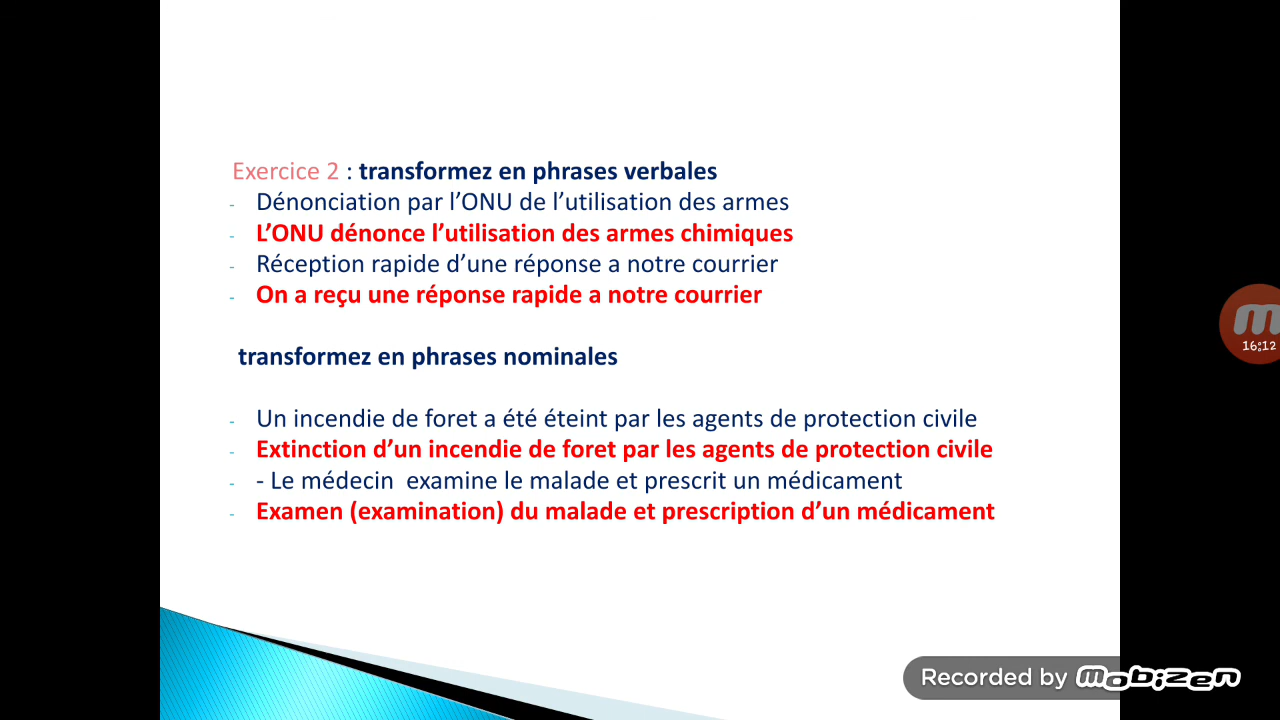 Exercice 2 : transformez en phrases verbales
- Dénonciation par l’ONU de l’utilisation des armes
- L’ONU dénonce l’utilisation des armes chimiques
- Réception rapide d’une réponse a notre courrier
- On a reçu une réponse rapide a notre courrier
transformez en phrases nominales
- Un incendie de foret a été éteint par les agents de protection civile
- Extinction d’un incendie de foret par les agents de protection civile
- - Le médecin examine le malade et prescrit un médicament
- Examen (examination) du malade et prescription d’un médicament
m
16:12
Recorded by mobizen